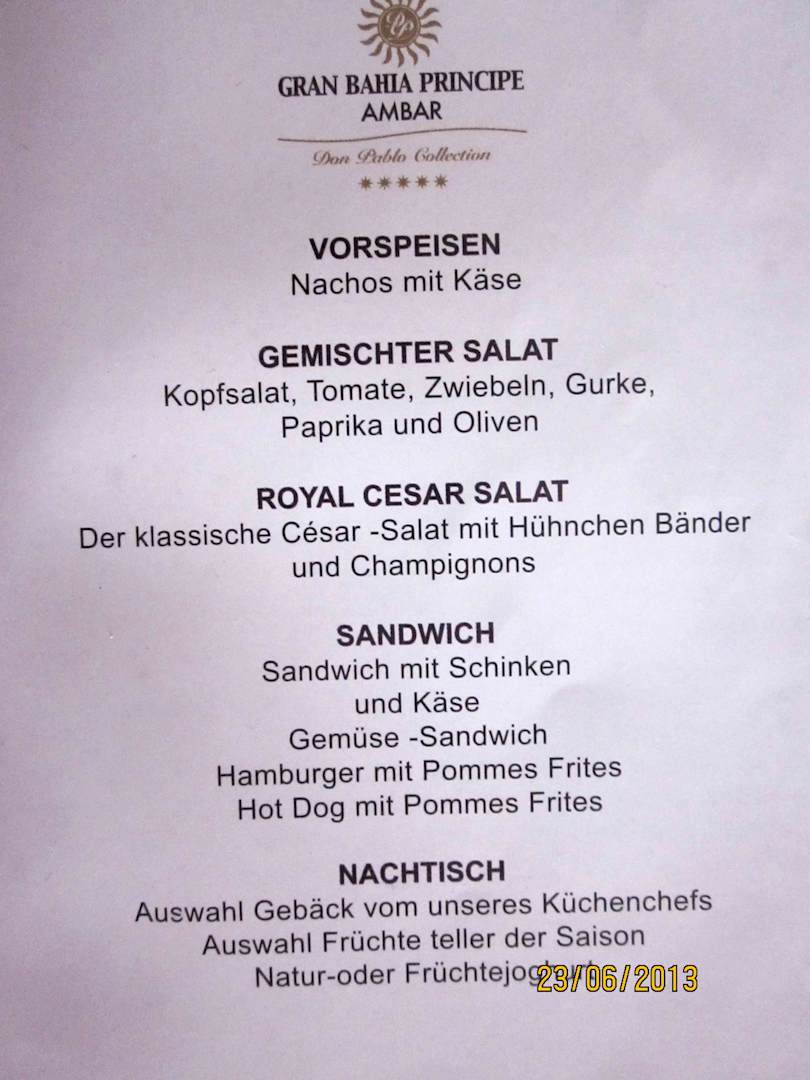 GRAN BAHIA PRINCIPE
AMBAR
Don Pablo Collection
VORSPEISEN
Nachos mit Käse
GEMISCHTER SALAT
Kopfsalat, Tomate, Zwiebeln, Gurke,
Paprika und Oliven
ROYAL CESAR SALAT
Der klassische César -Salat mit Hühnchen Bänder
und Champignons
SANDWICH
Sandwich mit Schinken
und Käse
Gemüse -Sandwich
Hamburger mit Pommes Frites
Hot Dog mit Pommes Frites
NACHTISCH
Auswahl Gebäck vom unseres Küchenchefs
Auswahl Früchte teller der Saison
Natur-oder Früchtejoghurt
23/06/2013